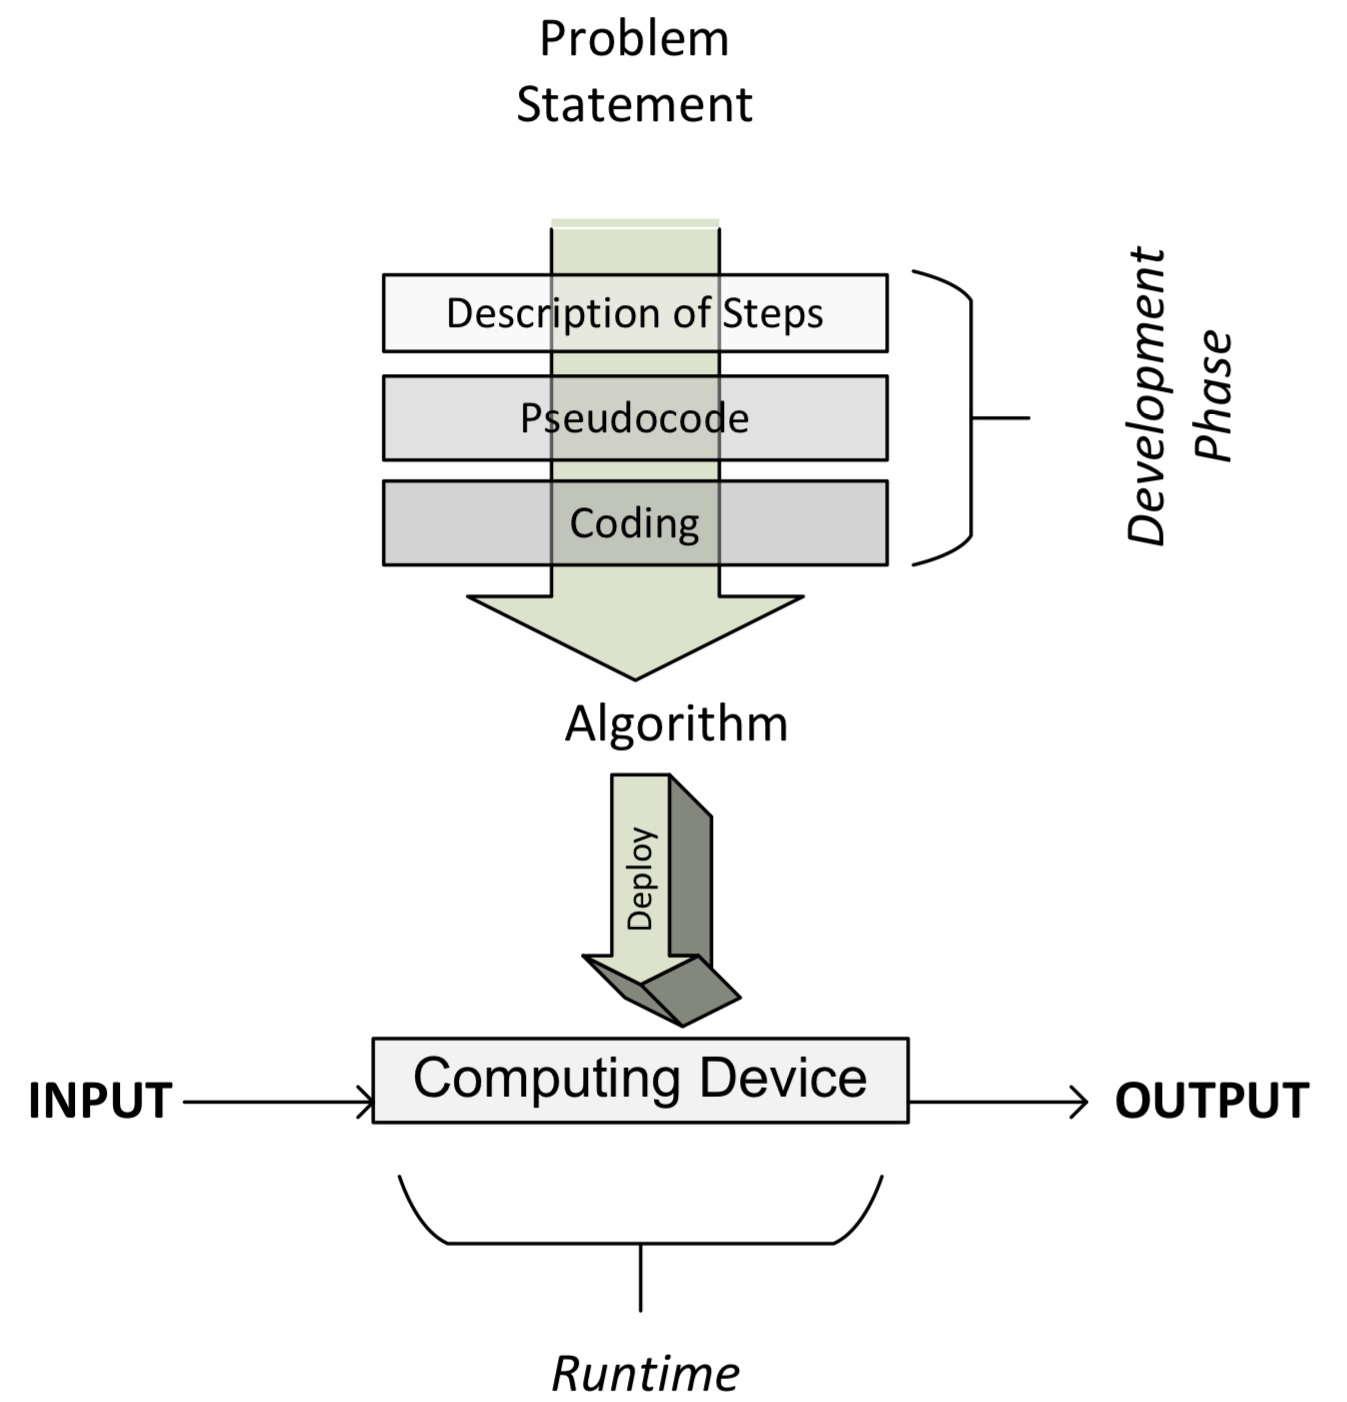 Problem
Statement
Description of Steps
Pseudocode
Coding
Development
Phase
Algorithm
Deploy
INPUT
Computing Device
OUTPUT
Runtime